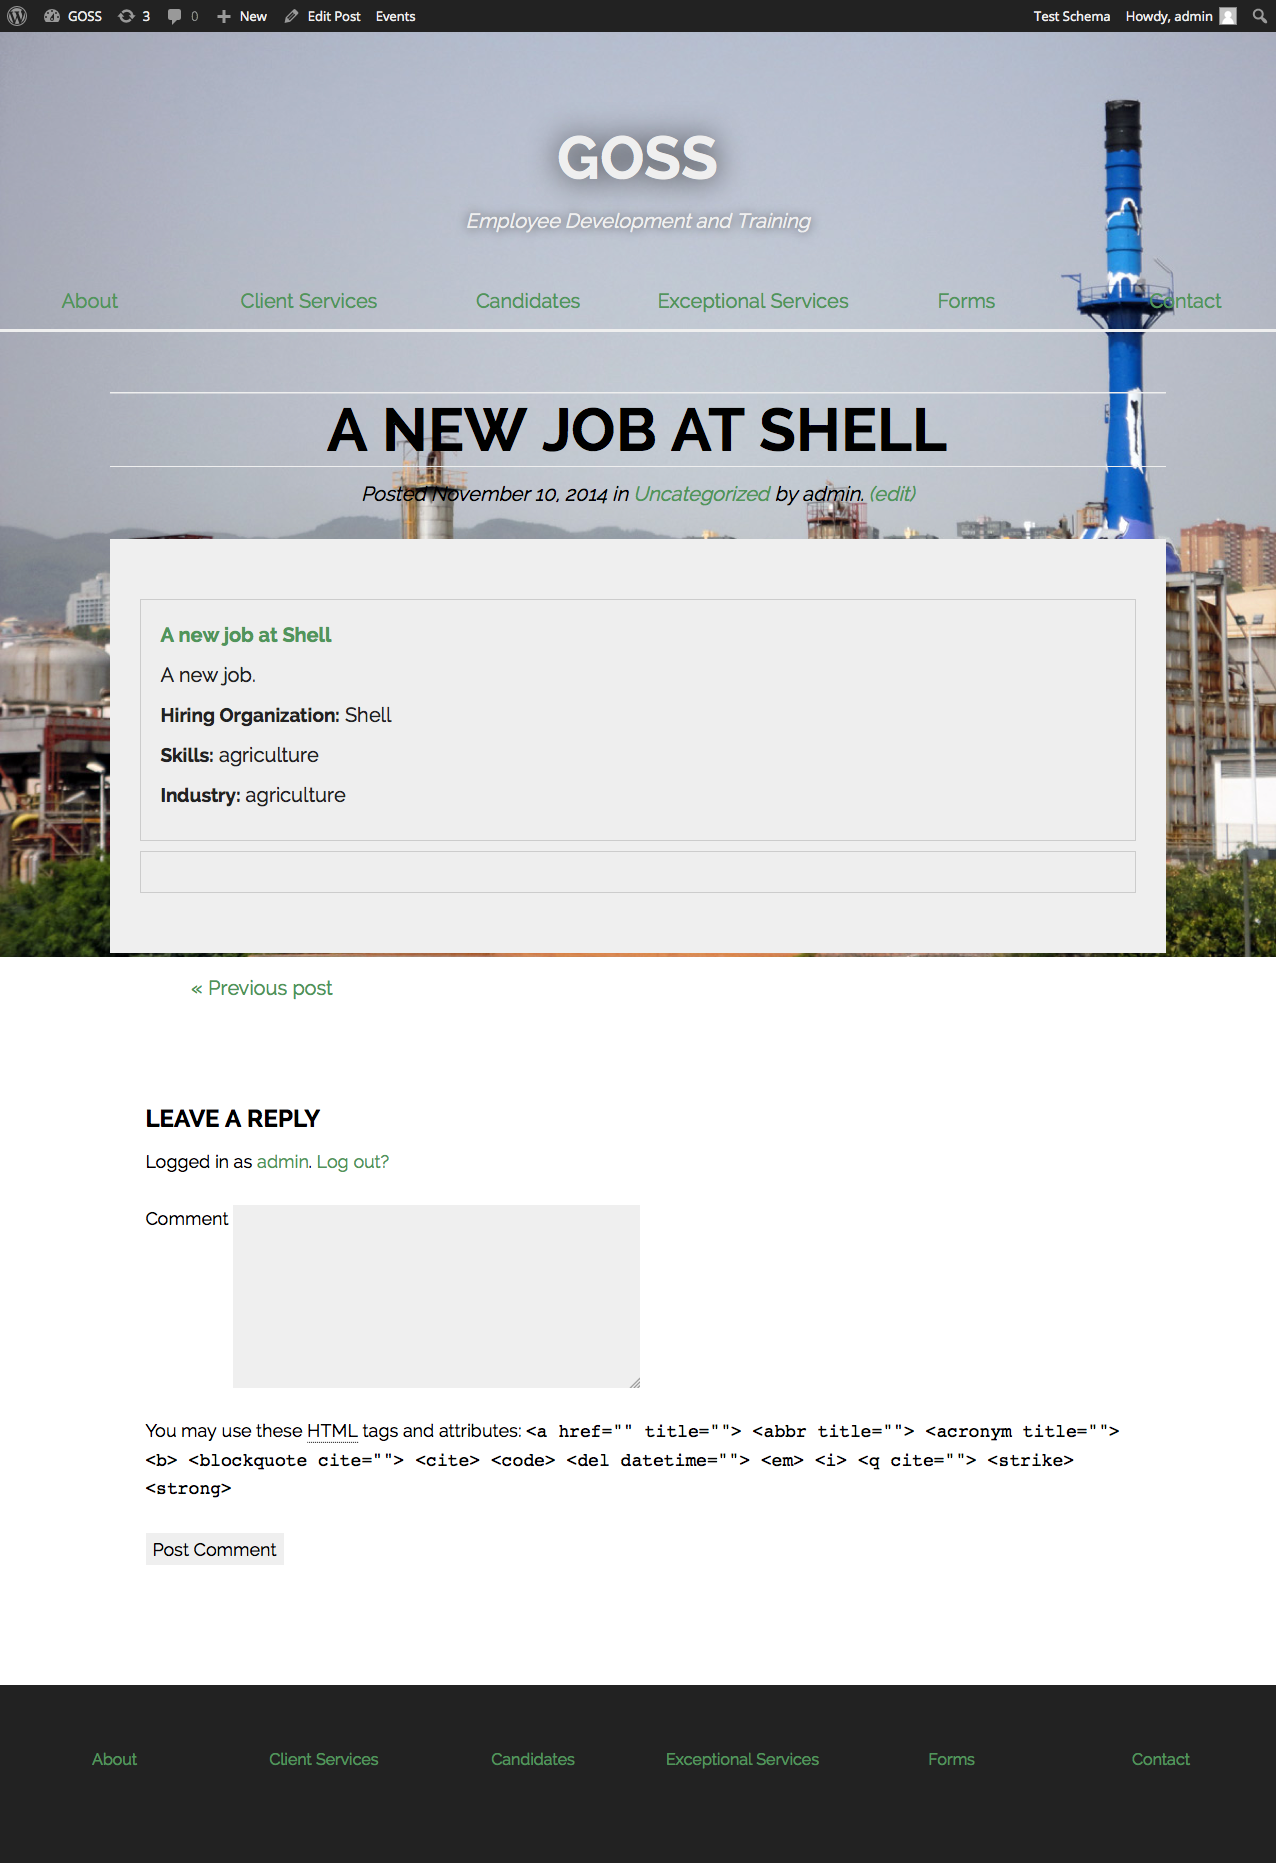 GOSS 3 0 New Edit Post Events Test Schema Howdy, admin
GOSS
Employee Development and Training
About Client Services Candidates Exceptional Services Forms Contact
A NEW JOB AT SHELL
Posted November 10, 2014 in Uncategorized by admin. (edit)
A new job at Shell
A new job.
Hiring Organization: Shell
Skills: agriculture
Industry: agriculture
« Previous post
LEAVE A REPLY
Logged in as admin. Log out?
Comment
You may use these HTML tags and attributes: <a href="" title=""> <abbr title=""> <acronym title="">
<b> <blockquote cite=""> <cite> <code> <del datetime=""> <em> <i> <q cite=""> <strike>
<strong>
Post Comment
About Client Services Candidates Exceptional Services Forms Contact